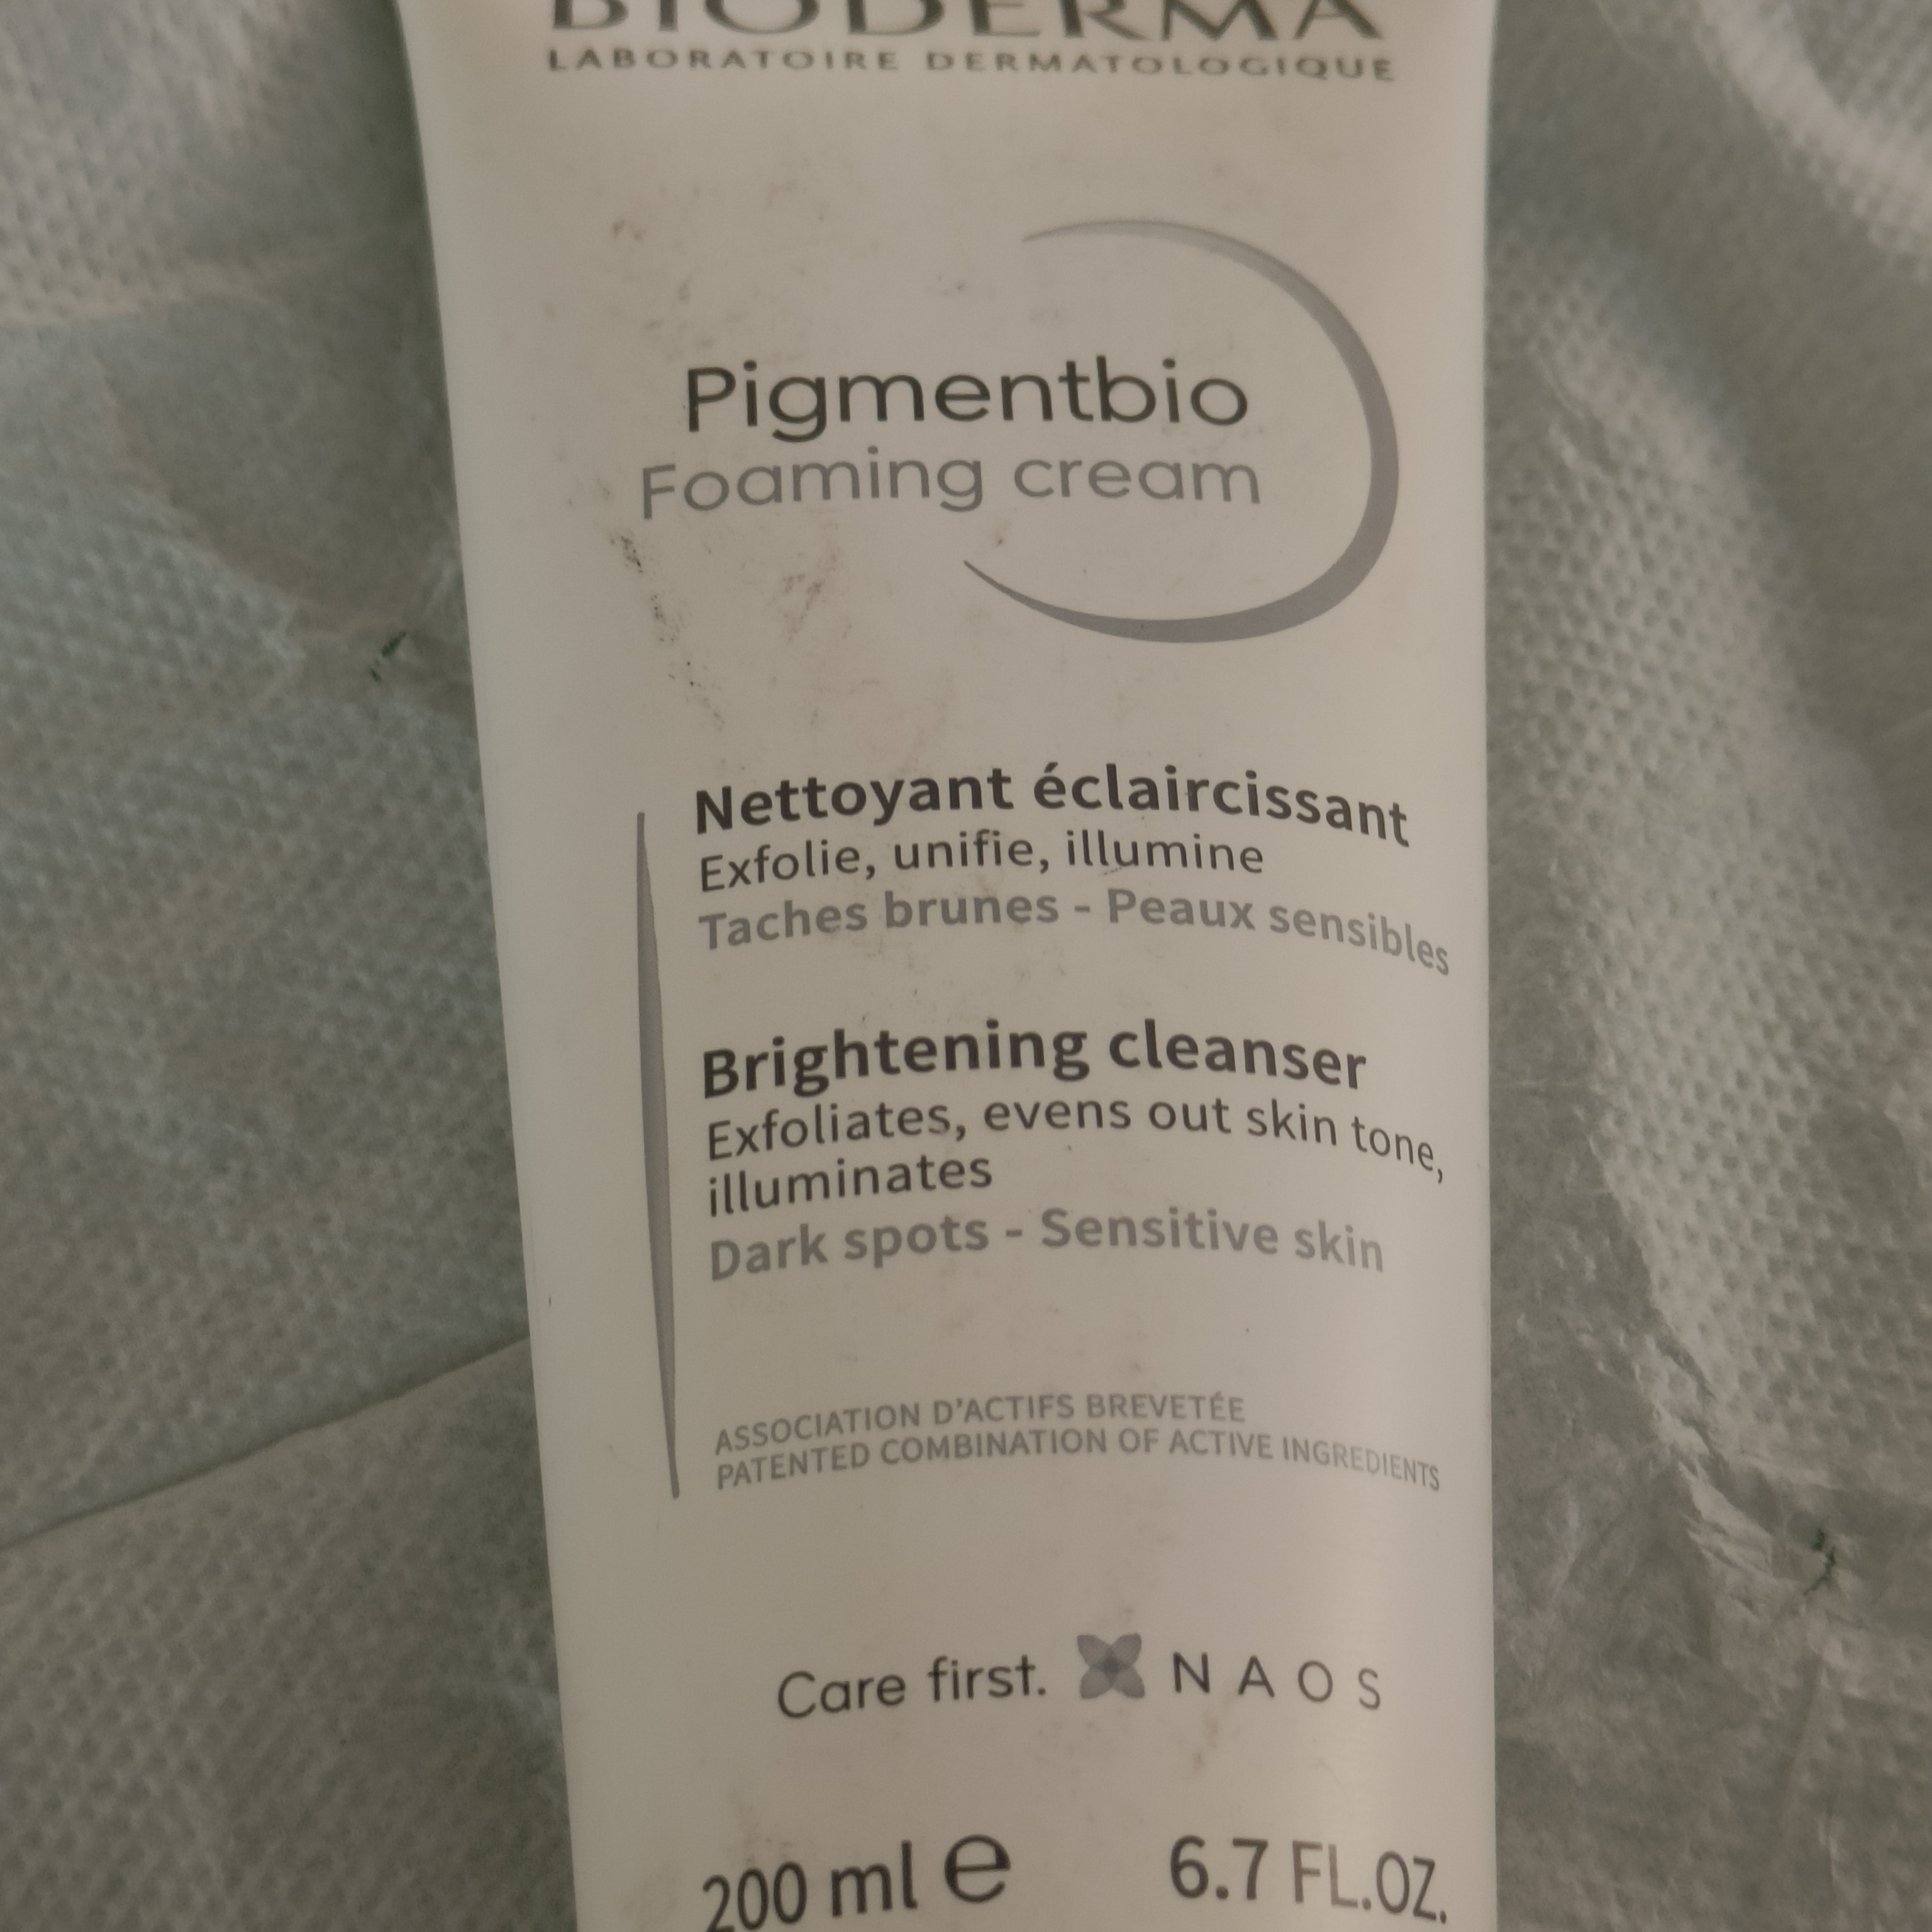 BIODERMA
LABORATOIRE DERMATOLOGIQUE
Pigmentbio
Foaming cream
Nettoyant éclaircissant
Exfolie, unifie, illumine
Taches brunes - Peaux sensibles
Brightening cleanser
Exfoliates, evens out skin tone,
illuminates
Dark spots - Sensitive skin
ASSOCIATION D'ACTIFS BREVETÉE
PATENTED COMBINATION OF ACTIVE INGREDIENTS
Care first. NAOS
200 ml e 6.7 FL.OZ.